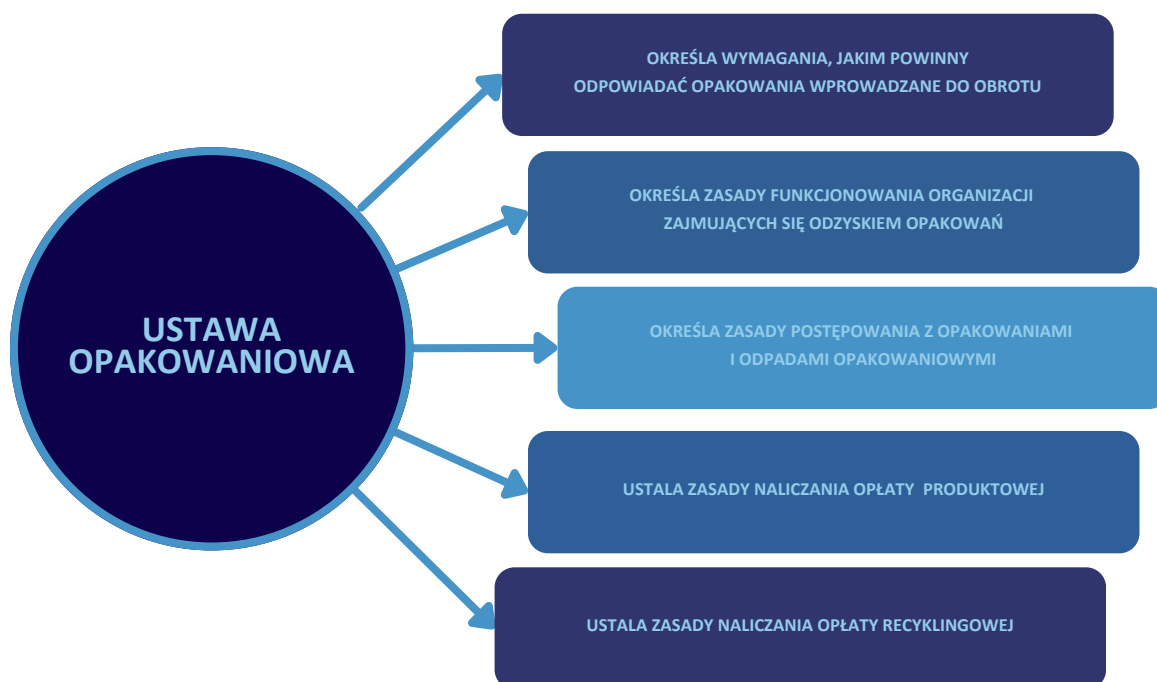 USTAWA
OPAKOWANIOWA
OKREŚLA WYMAGANIA, JAKIM POWINNY
ODPOWIADAĆ OPAKOWANIA WPROWADZANE DO OBROTU
OKREŚLA ZASADY FUNKCJONOWANIA ORGANIZACJI
ZAJMUJĄCYCH SIĘ ODZYSKIEM OPAKOWAŃ
OKREŚLA ZASADY POSTĘPOWANIA Z OPAKOWANIAMI
I ODPADAMI OPAKOWANIOWYMI
USTALA ZASADY NALICZANIA OPŁATY PRODUKTOWEJ
USTALA ZASADY NALICZANIA OPŁATY RECYKLINGOWEJ